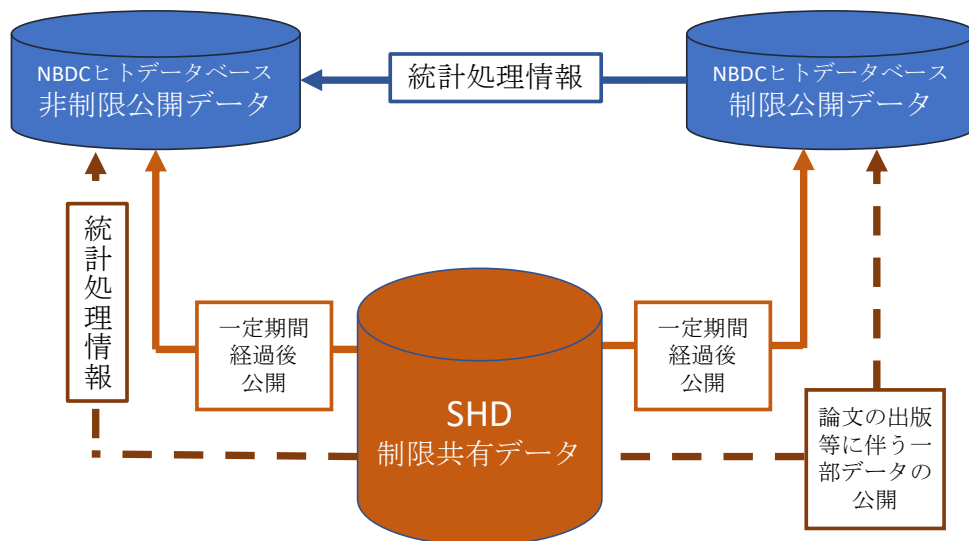 NBDCヒトデータベース
非制限公開データ
統計処理情報
NBDCヒトデータベース
制限公開データ
統計処理情報
一定期間
経過後
公開
一定期間
経過後
公開
SHD
制限共有データ
論文の出版
等に伴う一
部データの
公開